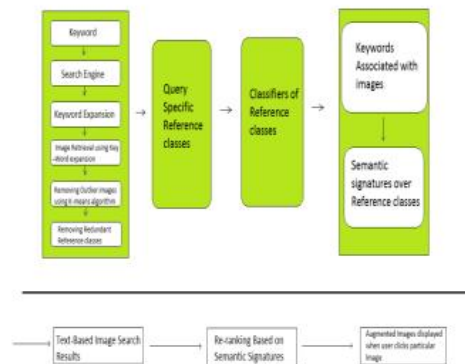 Keyword
Search Engine
Keyword Expansion
Image Retrieval using Key
-Word expansion
Removing Outlier images
using K-means algorithm
Removing Redundant
Reference classes
Query
Specific
Reference
classes
Classifiers of
Reference
classes
Keywords
Associated with
images
Semantic
signatures over
Reference classes
Text-Based Image Search
Results
Re-ranking Based on
Semantic Signatures
Augmented Images displayed
when user clicks particular
Image